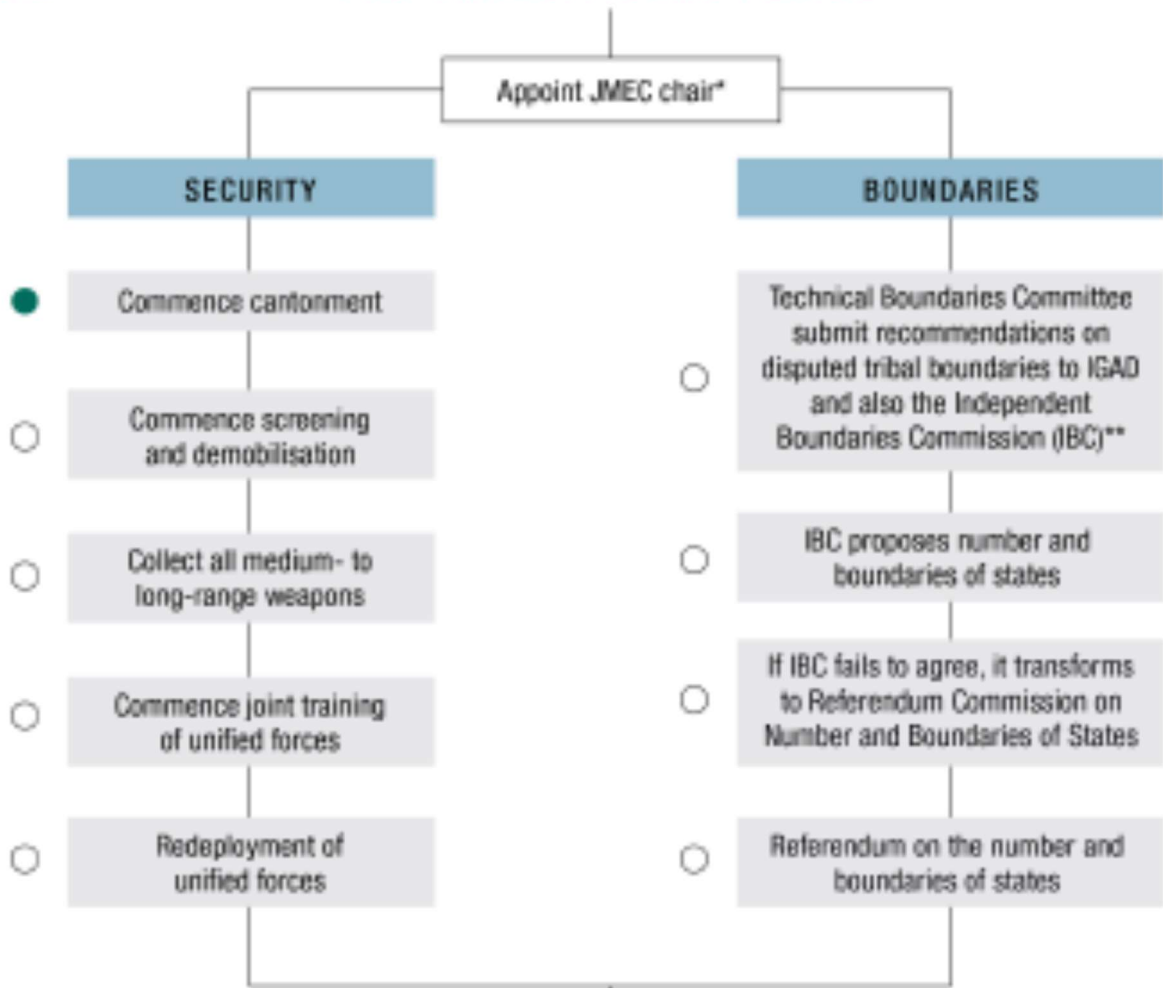 Appoint JMEC chair*
SECURITY
Commence cantonment
Commence screening
and demobilisation
Collect all medium- to
long-range weapons
Commence joint training
of unified forces
Redeployment of
unified forces
BOUNDARIES
Technical Boundaries Committee
submit recommendations on
disputed tribal boundaries to IGAD
and also the Independent
Boundaries Commission (IBC)**
IBC proposes number and
boundaries of states
If IBC fails to agree, it transforms
to Referendum Commission on
Number and Boundaries of States
Referendum on the number and
boundaries of states